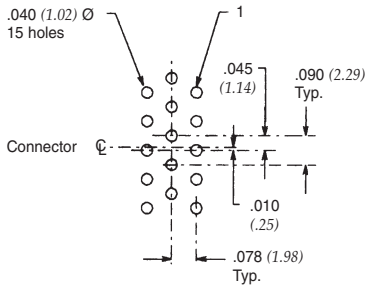 .040 (1.02) Ø
15 holes
1
.045
(1.14)
.090 (2.29)
Typ.
Connector ℄
.010
(.25)
.078 (1.98)
Typ.